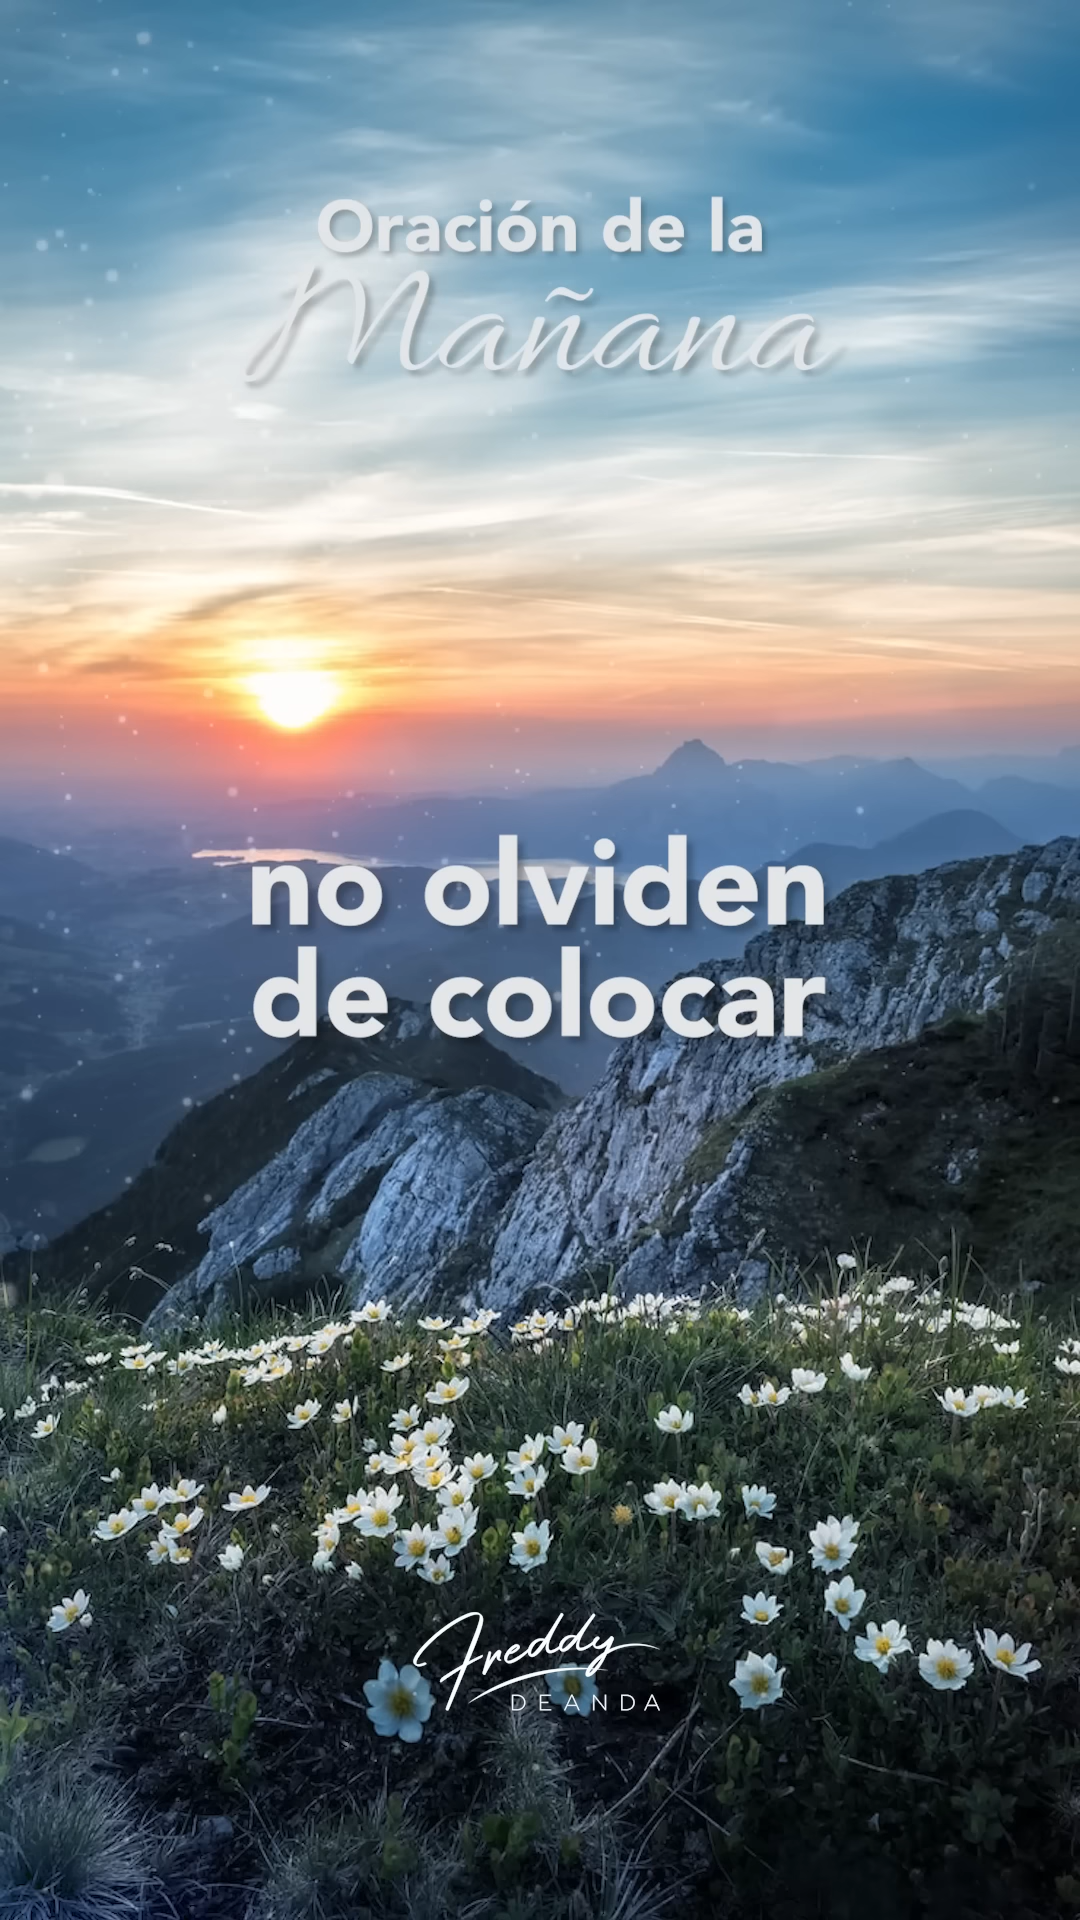 Oración de la
Mañana
no olviden
de colocar
Freddy
DEANDA